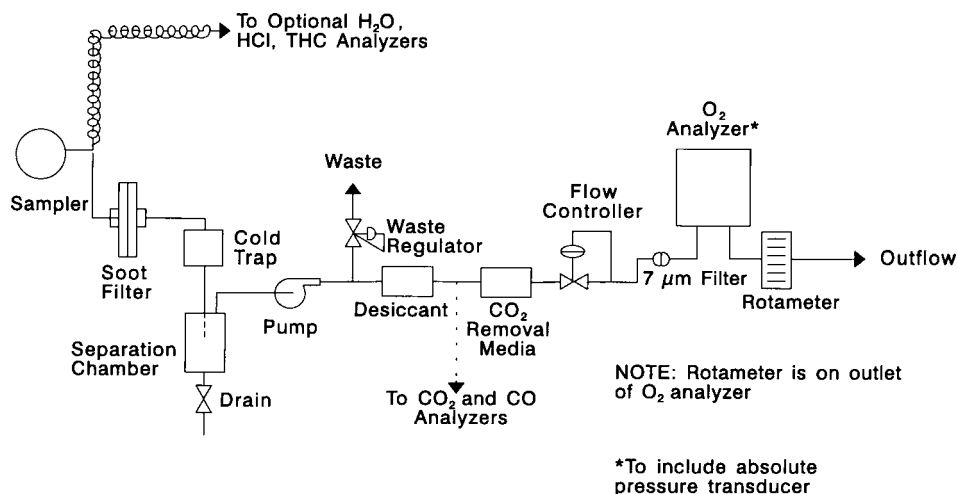 To Optional H₂O,
HCl, THC Analyzers
Sampler
Soot
Filter
Cold
Trap
Separation
Chamber
Drain
Pump
Waste
Waste
Regulator
Desiccant
To CO₂ and CO
Analyzers
CO₂
Removal
Media
Flow
Controller
7 μm Filter
O₂
Analyzer*
Rotameter
Outflow
NOTE: Rotameter is on outlet
of O₂ analyzer
*To include absolute
pressure transducer